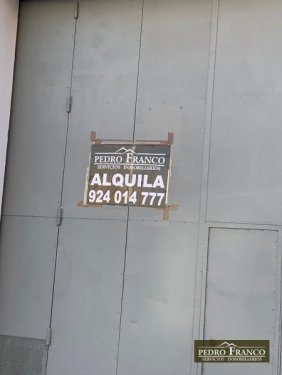 PEDRO FRANCO
SERVICIOS INMOBILIARIOS
ALQUILA
924 014 777
PEDRO FRANCO
SERVICIOS INMOBILIARIOS